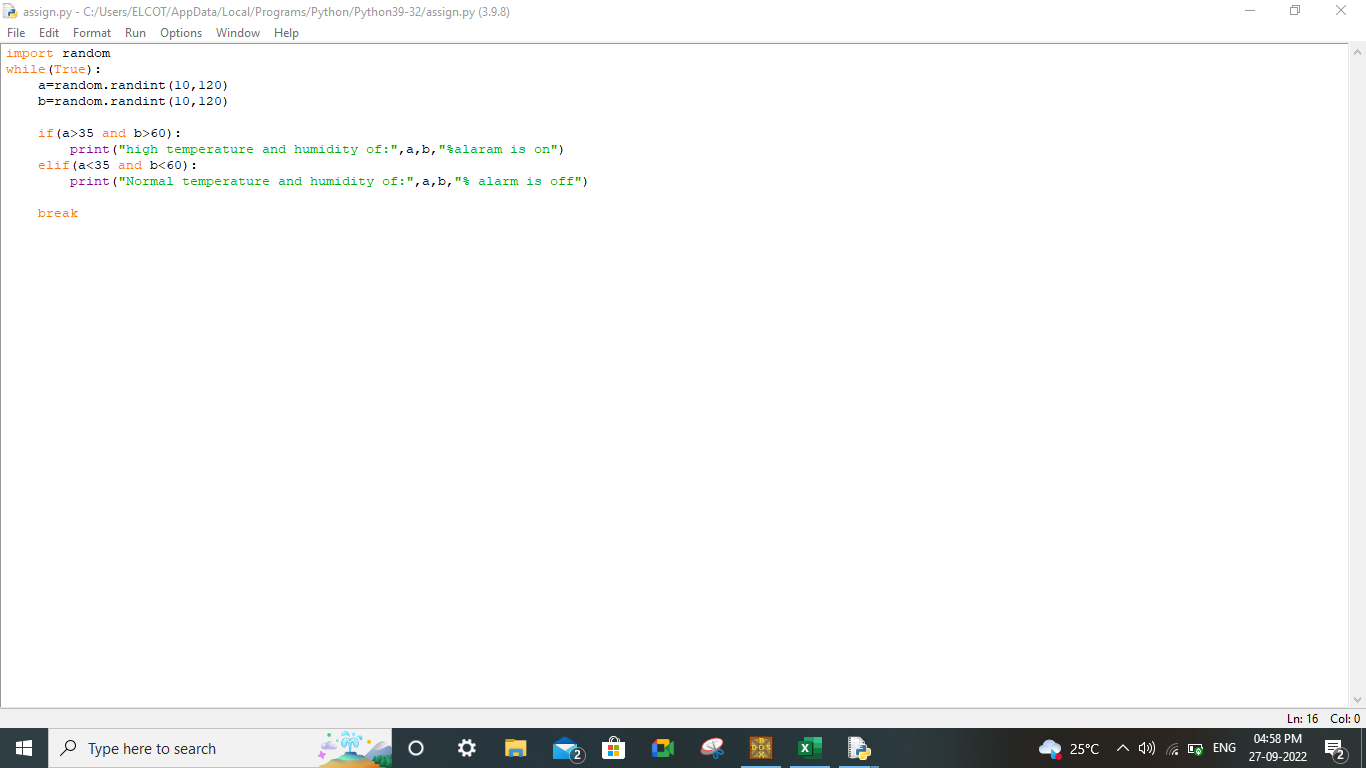 assign.py - C:/Users/ELCOT/AppData/Local/Programs/Python/Python39-32/assign.py (3.9.8)
File Edit Format Run Options Window Help
import random
while(True):
    a=random.randint(10,120)
    b=random.randint(10,120)

    if(a>35 and b>60):
        print("high temperature and humidity of:",a,b,"%alaram is on")
    elif(a<35 and b<60):
        print("Normal temperature and humidity of:",a,b,"% alarm is off")

    break
Ln: 16 Col: 0
Type here to search
2
B
DOS
X
25°C
ENG
04:58 PM
27-09-2022
2